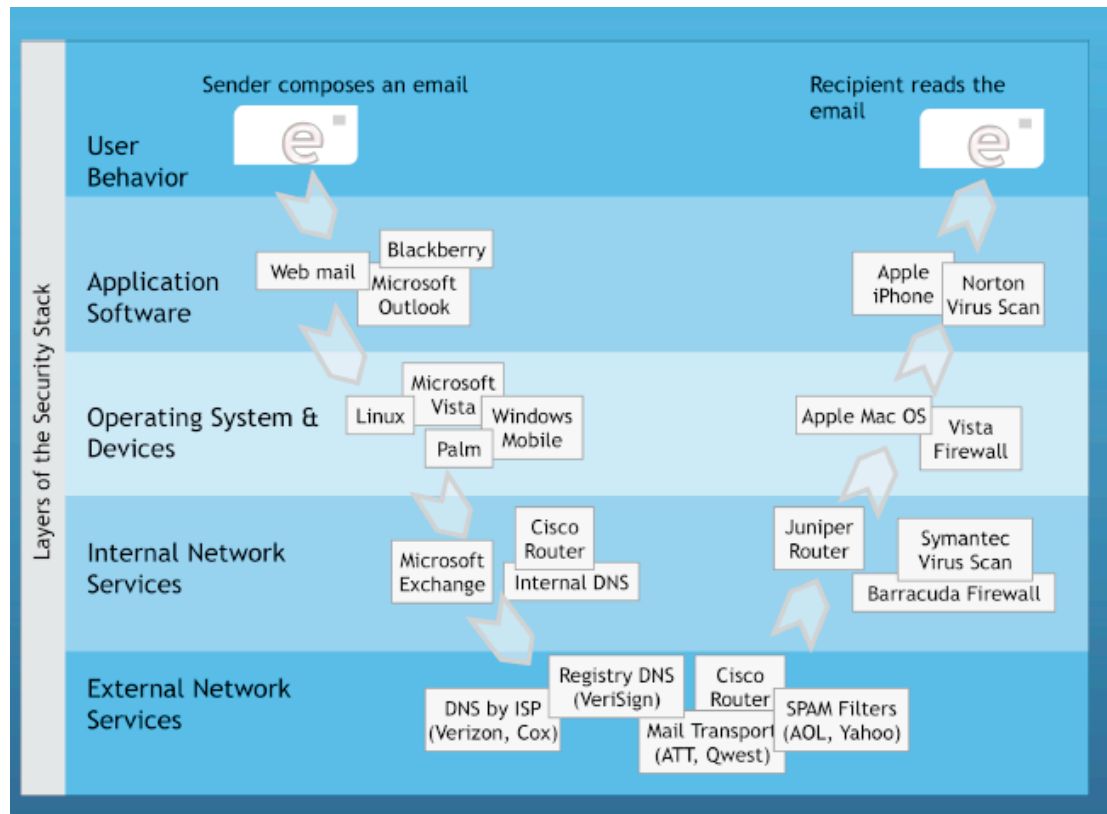 Layers of the Security Stack
Sender composes an email
Recipient reads the
email
e
e
User
Behavior
Application
Software
Web mail
Blackberry
Microsoft
Outlook
Apple
iPhone
Norton
Virus Scan
Operating System &
Devices
Linux
Microsoft
Vista
Windows
Mobile
Palm
Apple Mac OS
Vista
Firewall
Internal Network
Services
Microsoft
Exchange
Cisco
Router
Internal DNS
Juniper
Router
Symantec
Virus Scan
Barracuda Firewall
External Network
Services
DNS by ISP
(Verizon, Cox)
Registry DNS
(VeriSign)
Cisco
Router
Mail Transport
(ATT, Qwest)
SPAM Filters
(AOL, Yahoo)